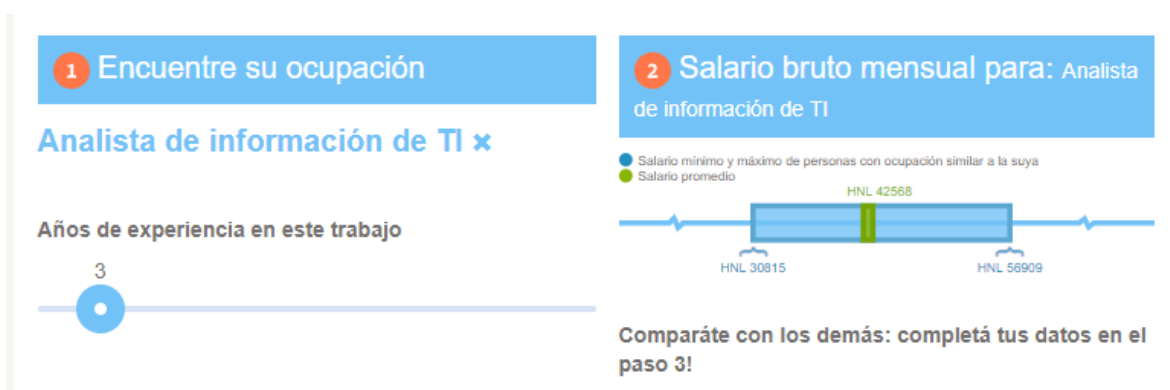 1 Encuentre su ocupación
Analista de información de TI ×
Años de experiencia en este trabajo
3
2 Salario bruto mensual para: Analista
de información de TI
Salario mínimo y máximo de personas con ocupación similar a la suya
Salario promedio
HNL 42568
HNL 30815
HNL 56909
Comparáte con los demás: completá tus datos en el
paso 3!